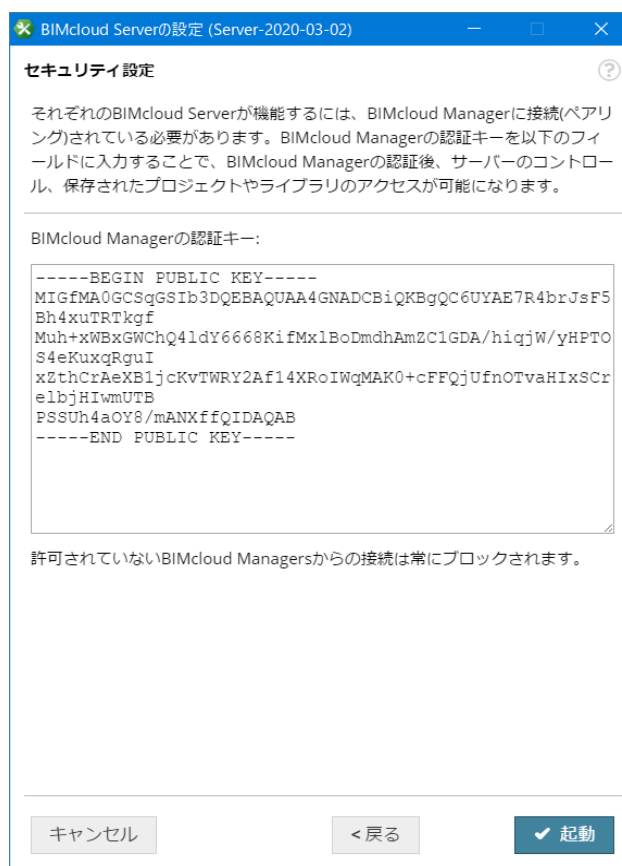 BIMcloud Serverの設定 (Server-2020-03-02)
セキュリティ設定
それぞれのBIMcloud Serverが機能するには、BIMcloud Managerに接続(ペアリ
ング)されている必要があります。BIMcloud Managerの認証キーを以下のフィ
ールドに入力することで、BIMcloud Managerの認証後、サーバーのコントロー
ル、保存されたプロジェクトやライブラリのアクセスが可能になります。
BIMcloud Managerの認証キー:
-----BEGIN PUBLIC KEY-----
MIGfMA0GCSqGSIb3DQEBAQUAA4GNADCBiQKBgQC6UYAE7R4brJsF5
Bh4xuTRTkgf
Muh+xWBxGWChQ4ldY6668KifMxlBoDmdhAmZC1GDA/hiqjW/yHPTO
S4eKuxqRguI
xZthCrAeXB1jcKvTWRY2Af14XRoIWqMAK0+cFFQjUfnOTvaHIxSCr
elbjHIwmUTB
PSSUh4aOY8/mANXffQIDAQAB
-----END PUBLIC KEY-----
許可されていないBIMcloud Managersからの接続は常にブロックされます。
キャンセル
<戻る
起動